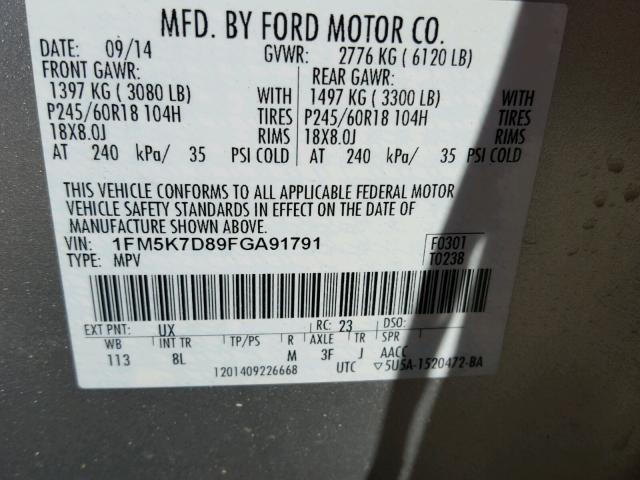 MFD. BY FORD MOTOR CO.
DATE: 09/14 GVWR: 2776 KG ( 6120 LB)
FRONT GAWR: REAR GAWR:
1397 KG ( 3080 LB) WITH 1497 KG ( 3300 LB) WITH
P245/60R18 104H TIRES P245/60R18 104H TIRES
18X8.0J RIMS 18X8.0J RIMS
AT 240 kPa/ 35 PSI COLD AT 240 kPa/ 35 PSI COLD
THIS VEHICLE CONFORMS TO ALL APPLICABLE FEDERAL MOTOR
VEHICLE SAFETY STANDARDS IN EFFECT ON THE DATE OF
MANUFACTURE SHOWN ABOVE.
VIN: 1FM5K7D89FGA91791 F0301
TYPE: MPV T0238
EXT PNT: UX RC: 23 DSO:
WB INT TR TP/PS R AXLE TR SPR
113 8L M 3F J AACC
1201409226668 UTC ▽5U5A-1520472-BA